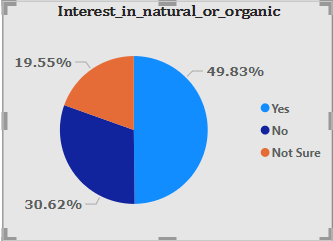 Interest_in_natural_or_organic
19.55%
49.83%
Yes
No
Not Sure
30.62%